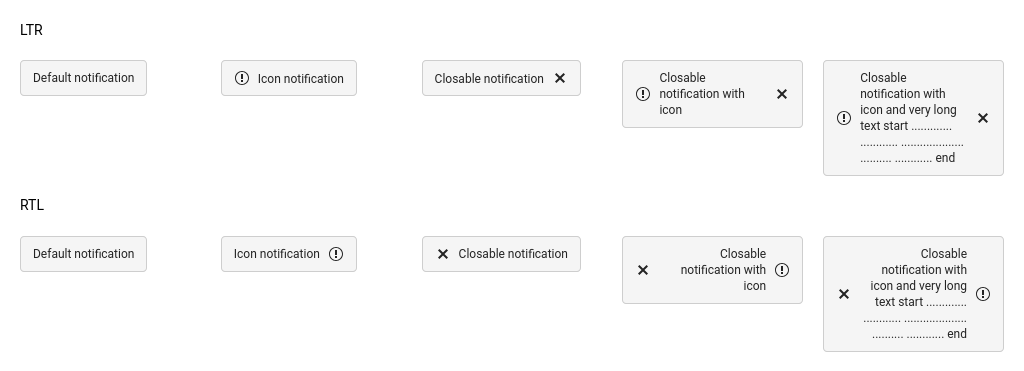 LTR
Default notification
Icon notification
Closable notification
Closable
notification with
icon
Closable
notification with
icon and very long
text start .............
............ ....................
.......... ............ end
RTL
Default notification
Icon notification
Closable notification
Closable
notification with
icon
Closable
notification with
icon and very long
text start .............
............ ....................
.......... ............ end